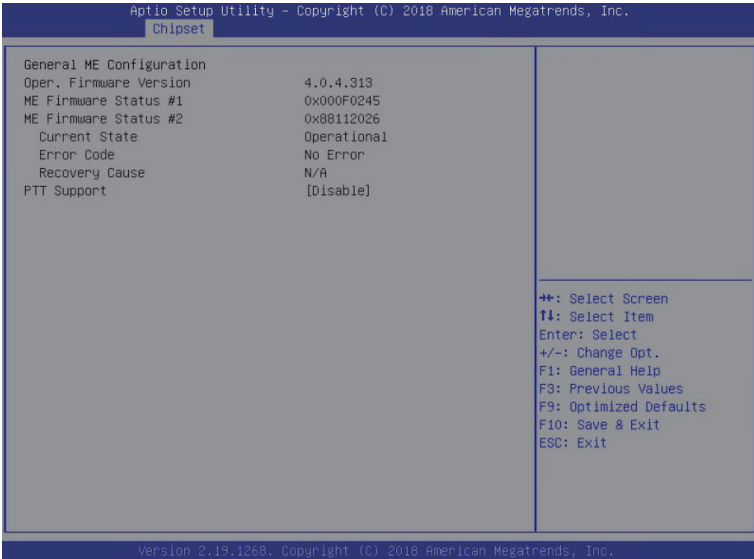 Aptio Setup Utility – Copyright (C) 2018 American Megatrends, Inc.
Chipset
General ME Configuration
Oper. Firmware Version 4.0.4.313
ME Firmware Status #1 0x000F0245
ME Firmware Status #2 0x88112026
Current State Operational
Error Code No Error
Recovery Cause N/A
PTT Support [Disable]
→←: Select Screen
↑↓: Select Item
Enter: Select
+/-: Change Opt.
F1: General Help
F3: Previous Values
F9: Optimized Defaults
F10: Save & Exit
ESC: Exit
Version 2.19.1268. Copyright (C) 2018 American Megatrends, Inc.